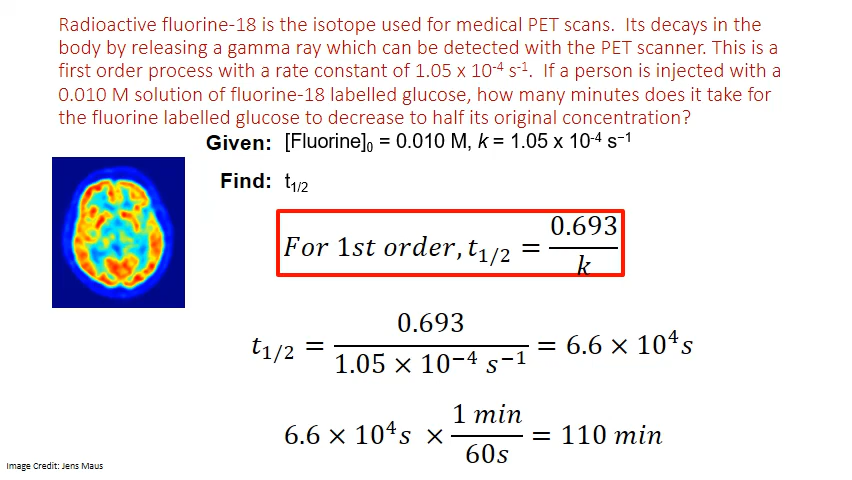 Radioactive fluorine-18 is the isotope used for medical PET scans.  Its decays in the
body by releasing a gamma ray which can be detected with the PET scanner. This is a
first order process with a rate constant of 1.05 x 10⁻⁴ s⁻¹.  If a person is injected with a
0.010 M solution of fluorine-18 labelled glucose, how many minutes does it take for
the fluorine labelled glucose to decrease to half its original concentration?
Given: [Fluorine]₀ = 0.010 M, k = 1.05 x 10⁻⁴ s⁻¹
Find: t₁/₂
For 1st order, t₁/₂ = 0.693 / k
t₁/₂ = 0.693 / 1.05 × 10⁻⁴ s⁻¹ = 6.6 × 10⁴ s
6.6 × 10⁴ s × 1 min / 60s = 110 min
Image Credit: Jens Maus